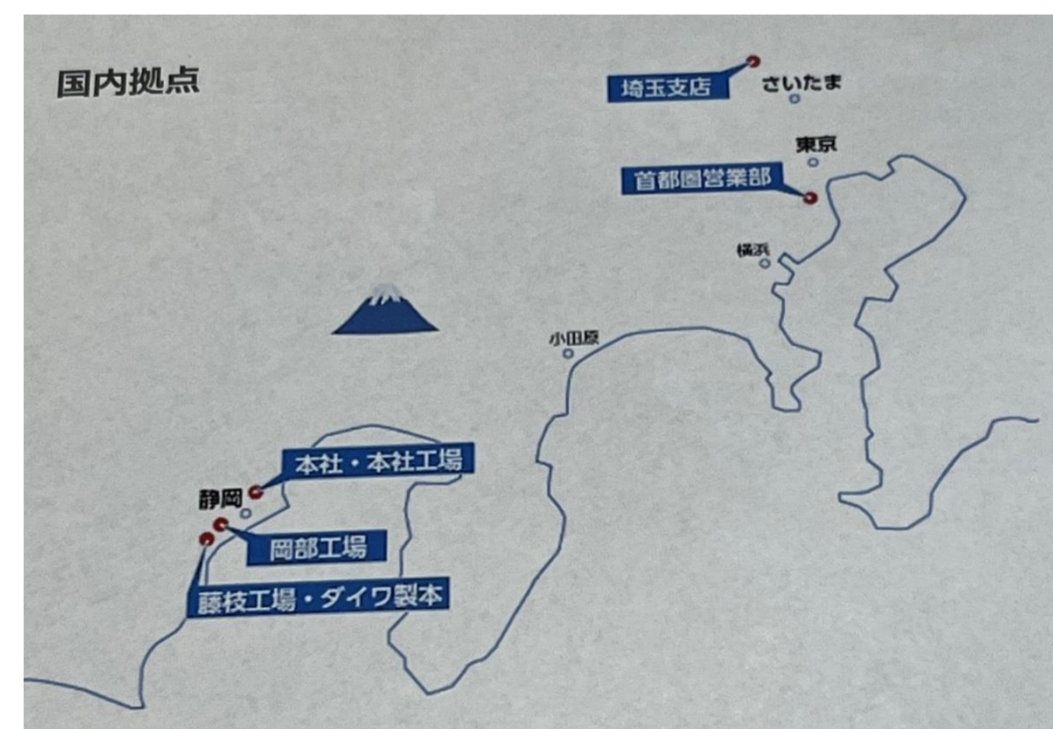 国内拠点
埼玉支店
さいたま
東京
首都圏営業部
横浜
小田原
本社・本社工場
静岡
岡部工場
藤枝工場・ダイワ製本